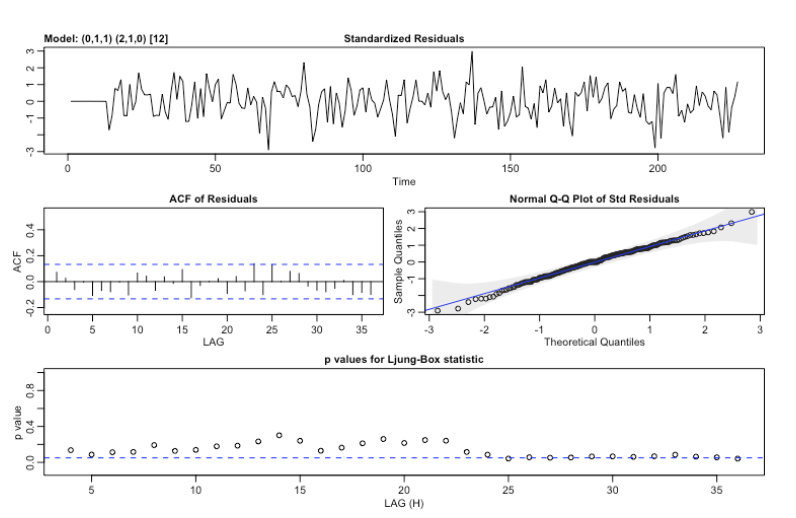 Model: (0,1,1) (2,1,0) [12]
Standardized Residuals
3
2
1
0
-1
-3
0 50 100 150 200
Time
ACF of Residuals
ACF
0.4
0.2
0.0
-0.2
0 5 10 15 20 25 30 35
LAG
Normal Q-Q Plot of Std Residuals
Sample Quantiles
3
2
1
0
-1
-3
-3 -2 -1 0 1 2 3
Theoretical Quantiles
p values for Ljung-Box statistic
p value
0.8
0.4
0.0
5 10 15 20 25 30 35
LAG (H)